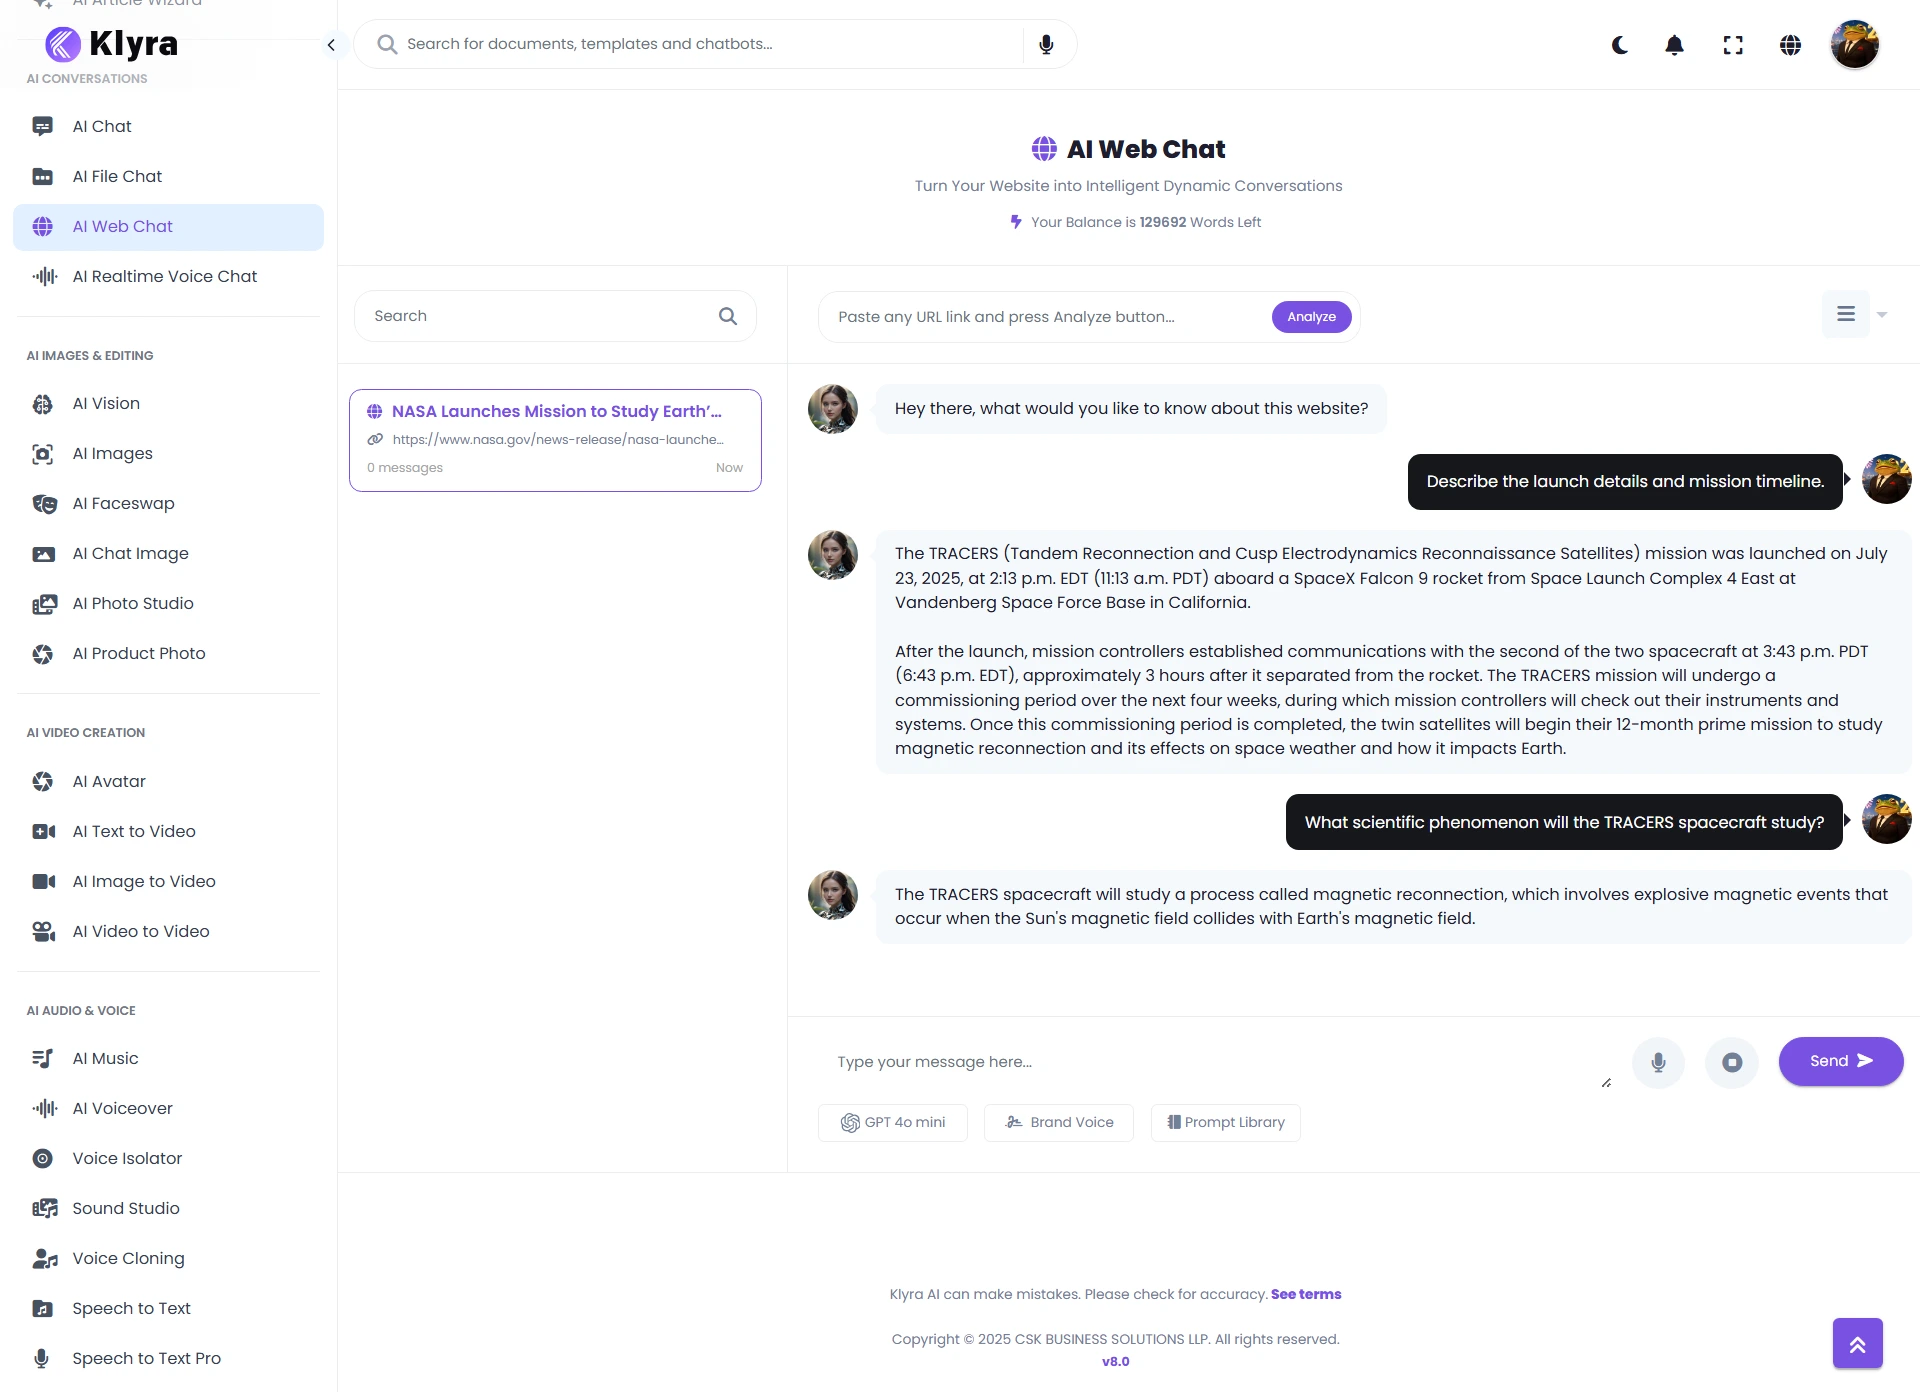 AI Article Wizard
Klyra
AI CONVERSATIONS
AI Chat
AI File Chat
AI Web Chat
AI Realtime Voice Chat
AI IMAGES & EDITING
AI Vision
AI Images
AI Faceswap
AI Chat Image
AI Photo Studio
AI Product Photo
AI VIDEO CREATION
AI Avatar
AI Text to Video
AI Image to Video
AI Video to Video
AI AUDIO & VOICE
AI Music
AI Voiceover
Voice Isolator
Sound Studio
Voice Cloning
Speech to Text
Speech to Text Pro
Search for documents, templates and chatbots...
AI Web Chat
Turn Your Website into Intelligent Dynamic Conversations
Your Balance is 129692 Words Left
Search
NASA Launches Mission to Study Earth’...
https://www.nasa.gov/news-release/nasa-launche...
0 messages Now
Paste any URL link and press Analyze button... Analyze
Hey there, what would you like to know about this website?
Describe the launch details and mission timeline.
The TRACERS (Tandem Reconnection and Cusp Electrodynamics Reconnaissance Satellites) mission was launched on July
23, 2025, at 2:13 p.m. EDT (11:13 a.m. PDT) aboard a SpaceX Falcon 9 rocket from Space Launch Complex 4 East at
Vandenberg Space Force Base in California.
After the launch, mission controllers established communications with the second of the two spacecraft at 3:43 p.m. PDT
(6:43 p.m. EDT), approximately 3 hours after it separated from the rocket. The TRACERS mission will undergo a
commissioning period over the next four weeks, during which mission controllers will check out their instruments and
systems. Once this commissioning period is completed, the twin satellites will begin their 12-month prime mission to study
magnetic reconnection and its effects on space weather and how it impacts Earth.
What scientific phenomenon will the TRACERS spacecraft study?
The TRACERS spacecraft will study a process called magnetic reconnection, which involves explosive magnetic events that
occur when the Sun's magnetic field collides with Earth's magnetic field.
Type your message here...
Send
GPT 4o mini Brand Voice Prompt Library
Klyra AI can make mistakes. Please check for accuracy. See terms
Copyright © 2025 CSK BUSINESS SOLUTIONS LLP. All rights reserved.
v8.0